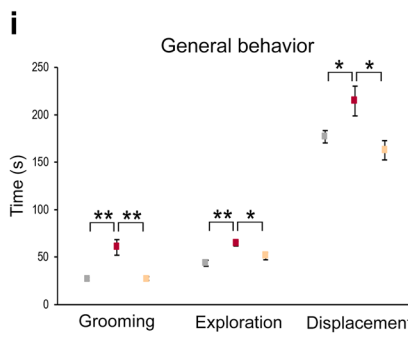 i
General behavior
Time (s)
250
200
150
100
50
0
* *
** ** ** *
Grooming Exploration Displacement